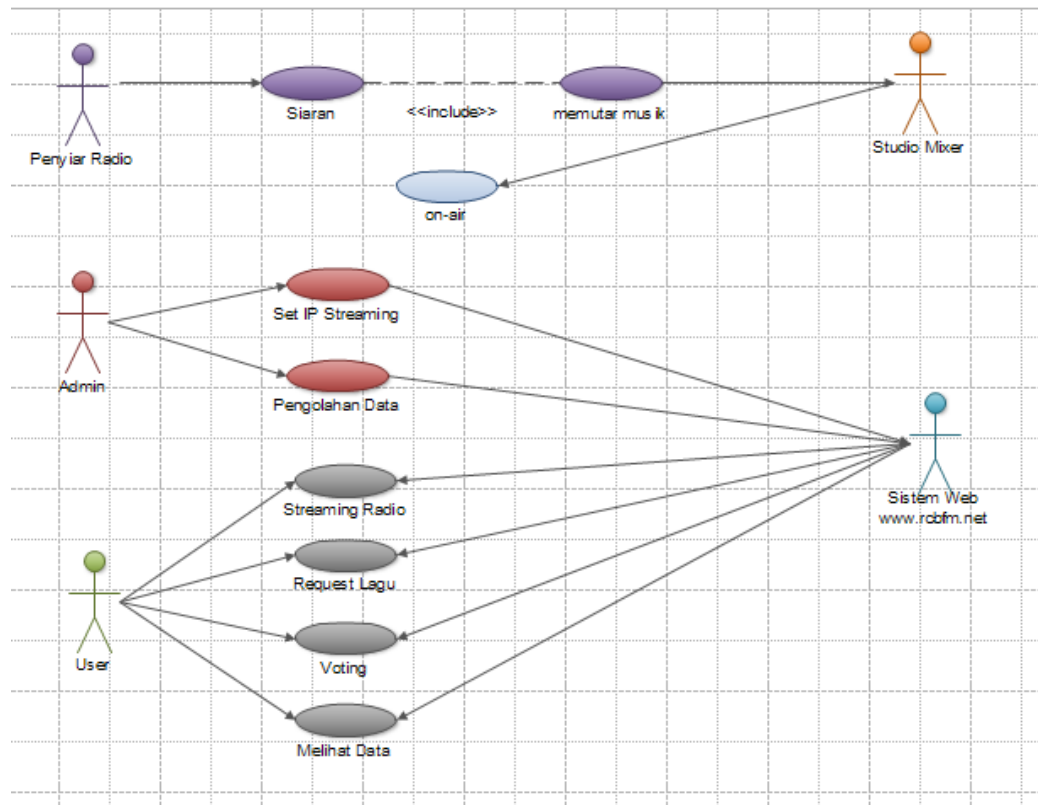 Siaran
<<include>>
memutar musik
Penyiar Radio
Studio Mixer
on-air
Set IP Streaming
Admin
Pengolahan Data
Streaming Radio
Sistem Web
www.rcbfm.net
Request Lagu
User
Voting
Melihat Data